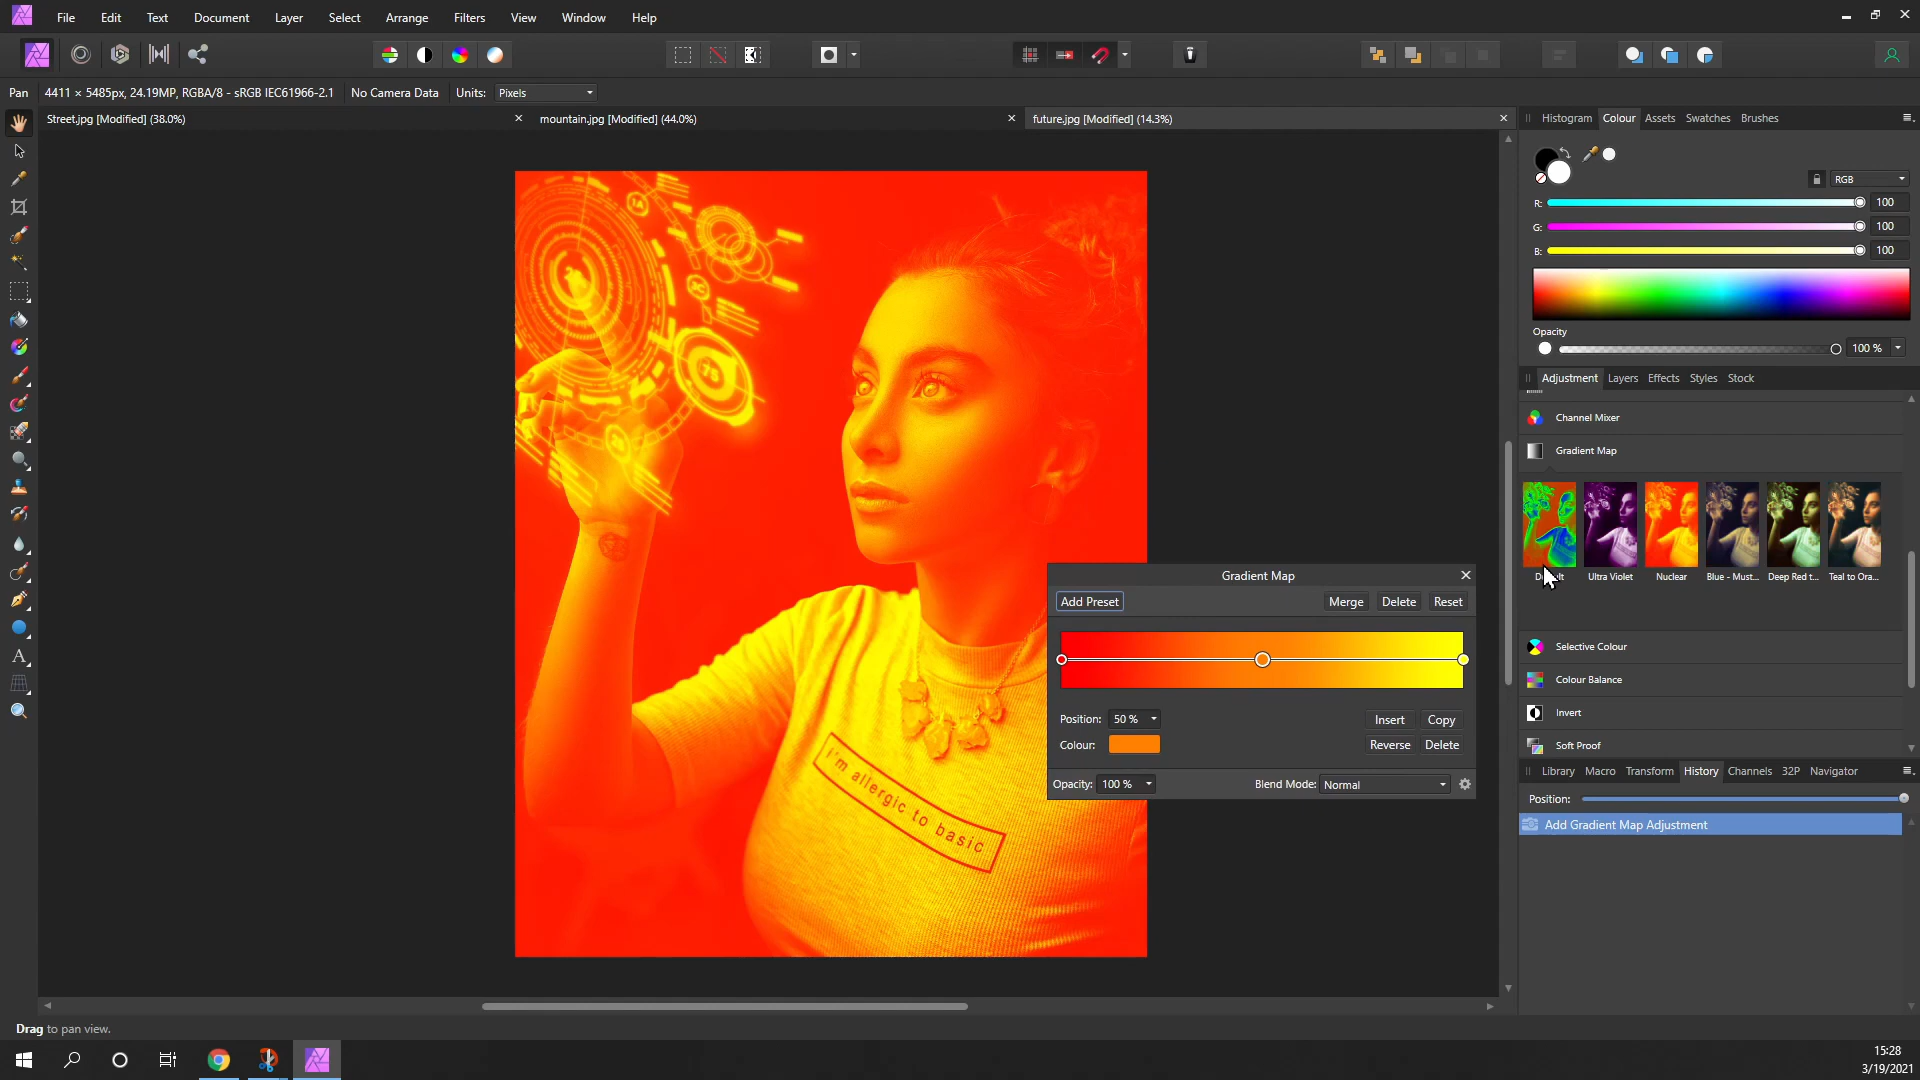 File Edit Text Document Layer Select Arrange Filters View Window Help
Pan 4411 × 5485px, 24.19MP, RGBA/8 - sRGB IEC61966-2.1 No Camera Data Units: Pixels
Street.jpg [Modified] (38.0%) mountain.jpg [Modified] (44.0%) future.jpg [Modified] (14.3%)
Histogram Colour Assets Swatches Brushes
RGB
R: 100
G: 100
B: 100
Opacity
100 %
Adjustment Layers Effects Styles Stock
Channel Mixer
Gradient Map
Ultra Violet Nuclear Blue - Must... Deep Red t... Teal to Ora...
Selective Colour
Colour Balance
Invert
Soft Proof
Gradient Map
Add Preset Merge Delete Reset
Position: 50 % Insert Copy
Colour: Reverse Delete
Opacity: 100 % Blend Mode: Normal
I'm allergic to basic
Library Macro Transform History Channels 32P Navigator
Position:
Add Gradient Map Adjustment
Drag to pan view.
15:28
3/19/2021